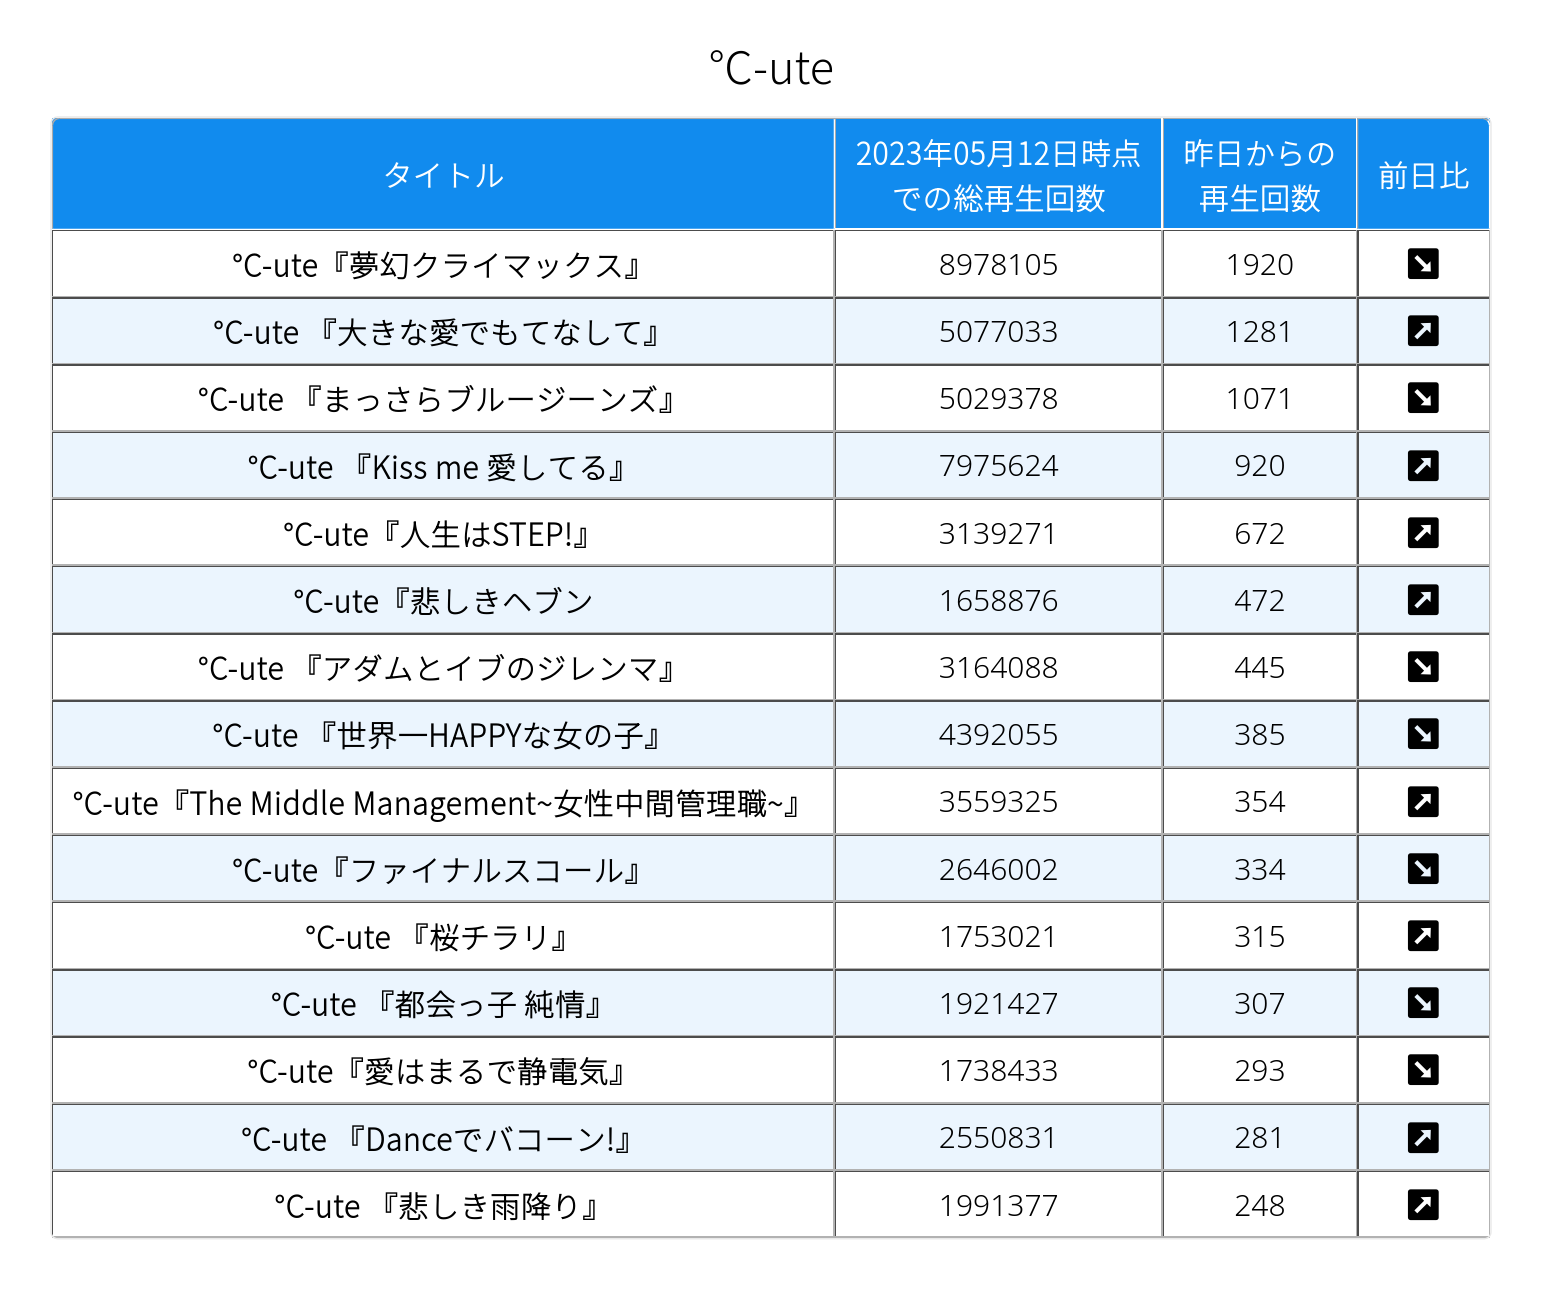 ℃-ute
タイトル
2023年05月12日時点
での総再生回数
昨日からの
再生回数
前日比
℃-ute『夢幻クライマックス』 8978105 1920 ↘
℃-ute 『大きな愛でもてなして』 5077033 1281 ↗
℃-ute 『まっさらブルージーンズ』 5029378 1071 ↘
℃-ute 『Kiss me 愛してる』 7975624 920 ↗
℃-ute『人生はSTEP!』 3139271 672 ↗
℃-ute『悲しきヘブン 1658876 472 ↗
℃-ute 『アダムとイブのジレンマ』 3164088 445 ↘
℃-ute 『世界一HAPPYな女の子』 4392055 385 ↘
℃-ute『The Middle Management~女性中間管理職~』 3559325 354 ↗
℃-ute『ファイナルスコール』 2646002 334 ↘
℃-ute 『桜チラリ』 1753021 315 ↗
℃-ute 『都会っ子 純情』 1921427 307 ↘
℃-ute『愛はまるで静電気』 1738433 293 ↘
℃-ute 『Danceでバコーン!』 2550831 281 ↗
℃-ute 『悲しき雨降り』 1991377 248 ↗